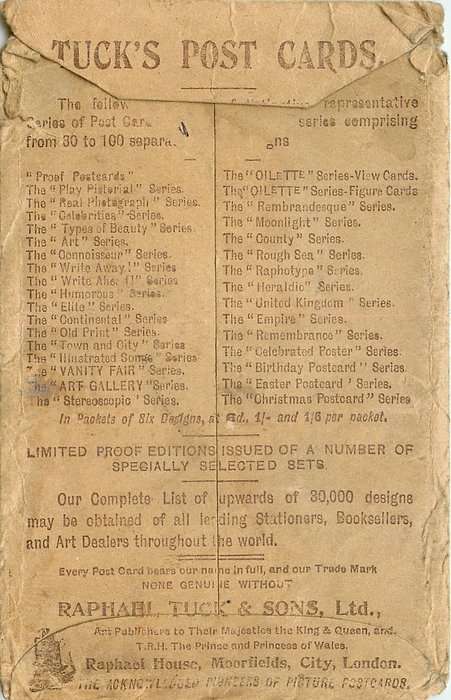 TUCK'S POST CARDS.
The representative
Series of Post series comprising
from 30 to 100
"Proof Postcards"
The "Play Pictorial" Series.
The "Real Photograph" Series.
The "Celebrities" Series.
The "Types of Beauty" Series.
The "Art" Series.
The "Connoisseur" Series.
The "Write Away!" Series
The "Write Series
The "Humorous" Series.
The "Elite" Series.
The "Continental" Series
The "Old Print" Series.
The "Town and City" Series
The "Illustrated Songs" Series
The "VANITY FAIR" Series.
The "ART GALLERY" Series.
The "Stereoscopic" Series.
The "OILETTE" Series-View Cards.
The "OILETTE" Series-Figure Cards
The "Rembrandesque" Series.
The "Moonlight" Series.
The "County" Series.
The "Rough Sea" Series.
The "Raphotype" Series.
The "Heraldic" Series.
The "United Kingdom" Series.
The "Empire" Series.
The "Remembrance" Series.
The "Celebrated Poster" Series.
The "Birthday Postcard" Series.
The "Easter Postcard" Series.
The "Christmas Postcard" Series
In Packets of Six Designs, at 1/- and 1/6 per packet.
LIMITED PROOF EDITIONS ISSUED OF A NUMBER OF
SPECIALLY SELECTED SETS.
Our Complete List of upwards of 30,000 designs
may be obtained of all leading Stationers, Booksellers,
and Art Dealers throughout the world.
Every Post Card bears our name in full, and our Trade Mark
NONE GENUINE WITHOUT
RAPHAEL TUCK & SONS, Ltd.,
Art Publishers to Their Majesties the King & Queen, and
T.R.H. The Prince and Princess of Wales.
Raphael House, Moorfields, City, London.
THE ACKNOWLEDGED PIONEERS OF PICTURE POSTCARDS.